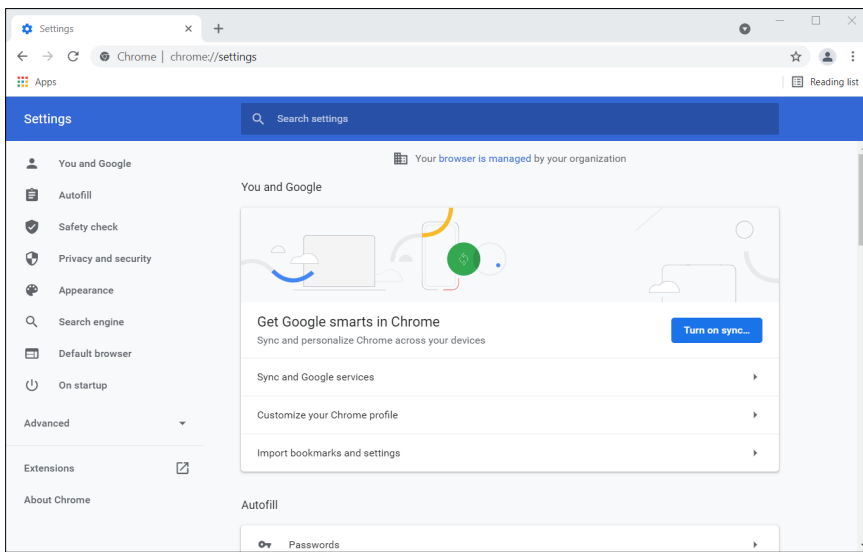 Settings
Chrome | chrome://settings
Apps
Reading list
Settings
Search settings
Your browser is managed by your organization
You and Google
Autofill
Safety check
Privacy and security
Appearance
Search engine
Default browser
On startup
Advanced
Extensions
About Chrome
You and Google
Get Google smarts in Chrome
Sync and personalize Chrome across your devices
Turn on sync...
Sync and Google services
Customize your Chrome profile
Import bookmarks and settings
Autofill
Passwords